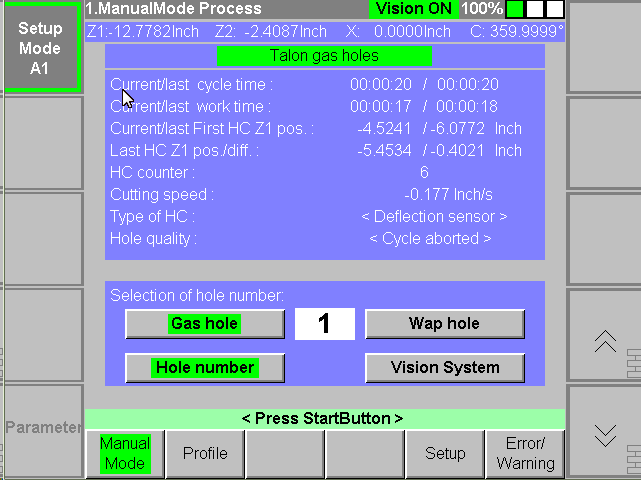 1.ManualMode Process Vision ON 100%
Setup
Mode
A1
Z1:-12.7782Inch Z2: -2.4087Inch X: 0.0000Inch C: 359.9999°
Talon gas holes
Current/last cycle time : 00:00:20 / 00:00:20
Current/last work time : 00:00:17 / 00:00:18
Current/last First HC Z1 pos. : -4.5241 / -6.0772 Inch
Last HC Z1 pos./diff. : -5.4534 / -0.4021 Inch
HC counter : 6
Cutting speed : -0.177 Inch/s
Type of HC : < Deflection sensor >
Hole quality : < Cycle aborted >
Selection of hole number:
Gas hole 1 Wap hole
Hole number Vision System
< Press StartButton >
Parameter
Manual
Mode
Profile
Setup
Error/
Warning